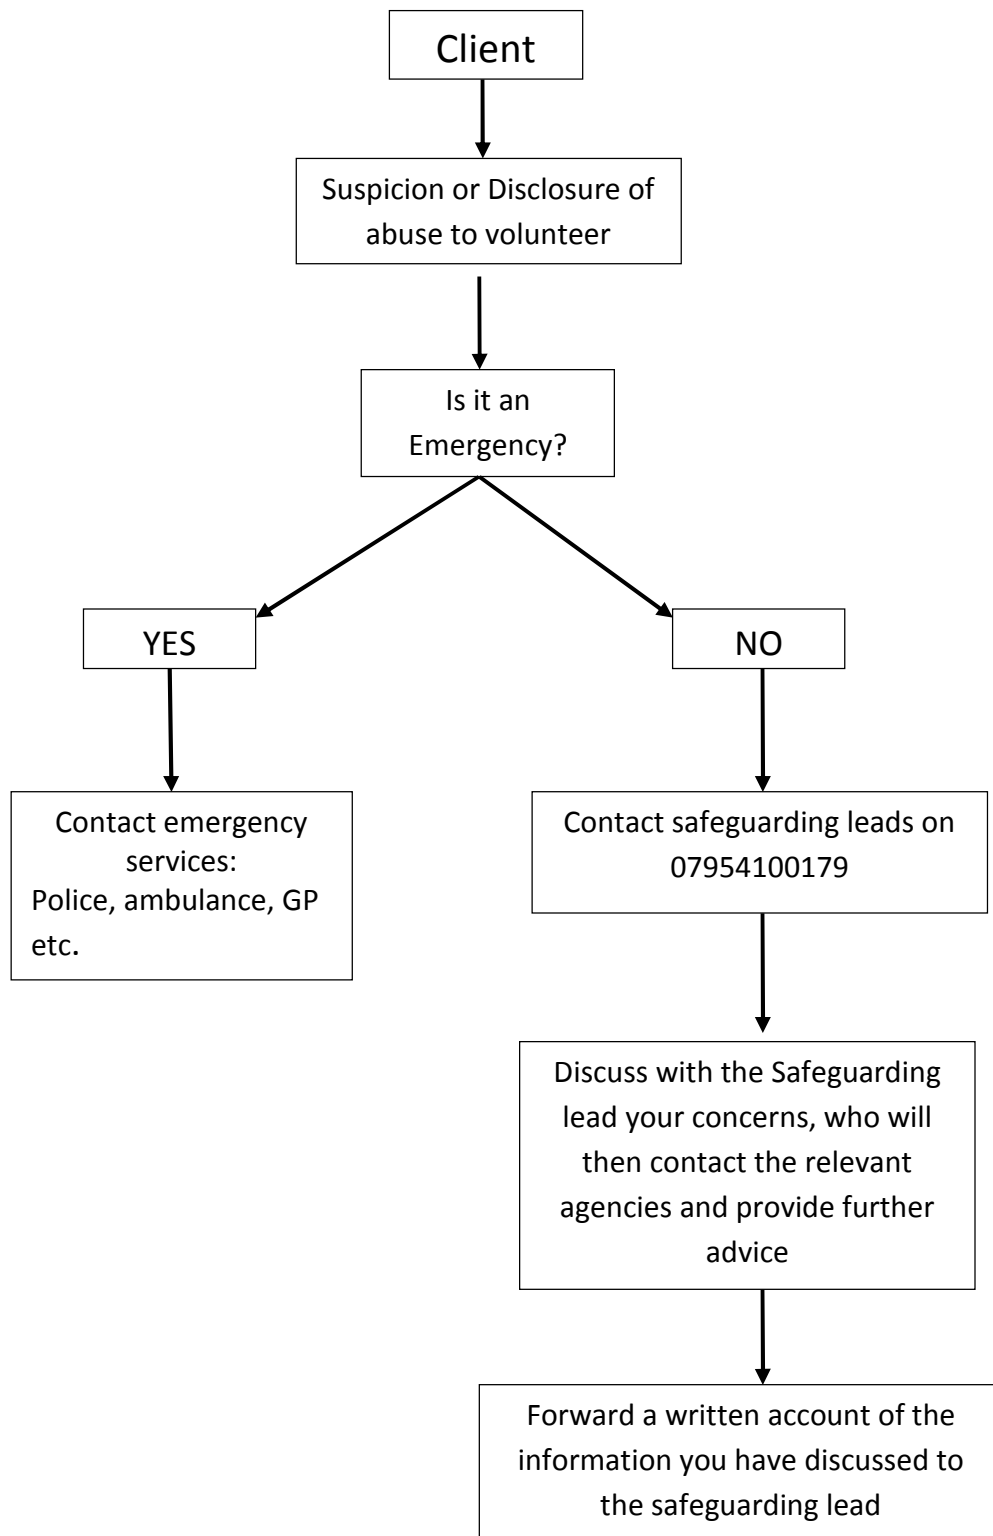 Client
Suspicion or Disclosure of
abuse to volunteer
Is it an
Emergency?
YES
NO
Contact emergency
services:
Police, ambulance, GP
etc.
Contact safeguarding leads on
07954100179
Discuss with the Safeguarding
lead your concerns, who will
then contact the relevant
agencies and provide further
advice
Forward a written account of the
information you have discussed to
the safeguarding lead